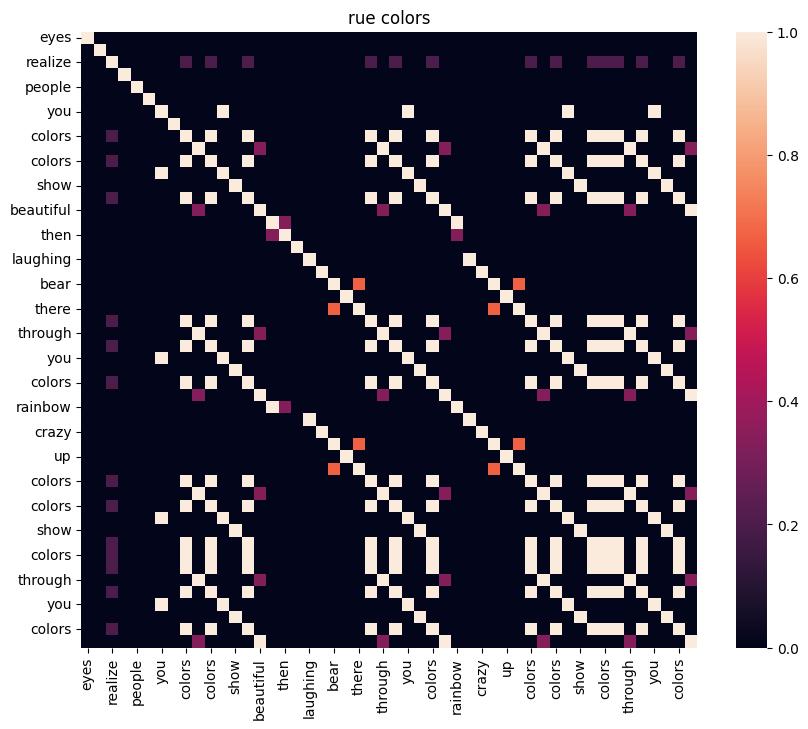 rue colors
eyes
realize
people
you
colors
colors
show
beautiful
then
laughing
bear
there
through
you
colors
rainbow
crazy
up
colors
colors
show
colors
through
you
colors
eyes
realize
people
you
colors
colors
show
beautiful
then
laughing
bear
there
through
you
colors
rainbow
crazy
up
colors
colors
show
colors
through
you
colors
1.0
0.8
0.6
0.4
0.2
0.0